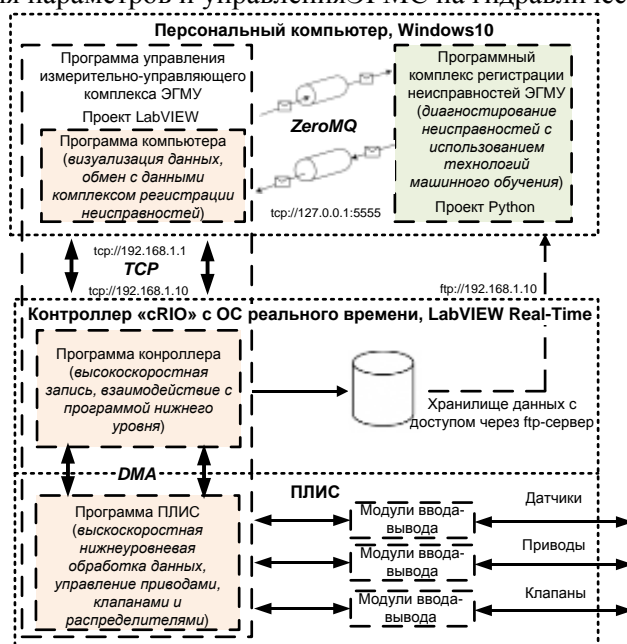 я параметров и управленияЭГМС на гидравличес
Персональный компьютер, Windows10
Программа управления
измерительно-управляющего
комплекса ЭГМУ
Проект LabVIEW
Программа компьютера
(визуализация данных,
обмен с данными
комплексом регистрации
неисправностей)
ZeroMQ
tcp://127.0.0.1:5555
Программный
комплекс регистрации
неисправностей ЭГМУ
(диагностирование
неисправностей с
использованием
технологий
машинного обучения)
Проект Python
tcp://192.168.1.1
TCP
tcp://192.168.1.10
ftp://192.168.1.10
Контроллер «cRIO» с ОС реального времени, LabVIEW Real-Time
Программа конроллера
(высокоскоростная
запись, взаимодействие с
программой нижнего
уровня)
Хранилище данных с
доступом через ftp-сервер
DMA
ПЛИС
Программа ПЛИС
(выскоскоростная
нижнеуровневая
обработка данных,
управление приводами,
клапанами и
распределителями)
Модули ввода-
вывода
Датчики
Модули ввода-
вывода
Приводы
Модули ввода-
вывода
Клапаны